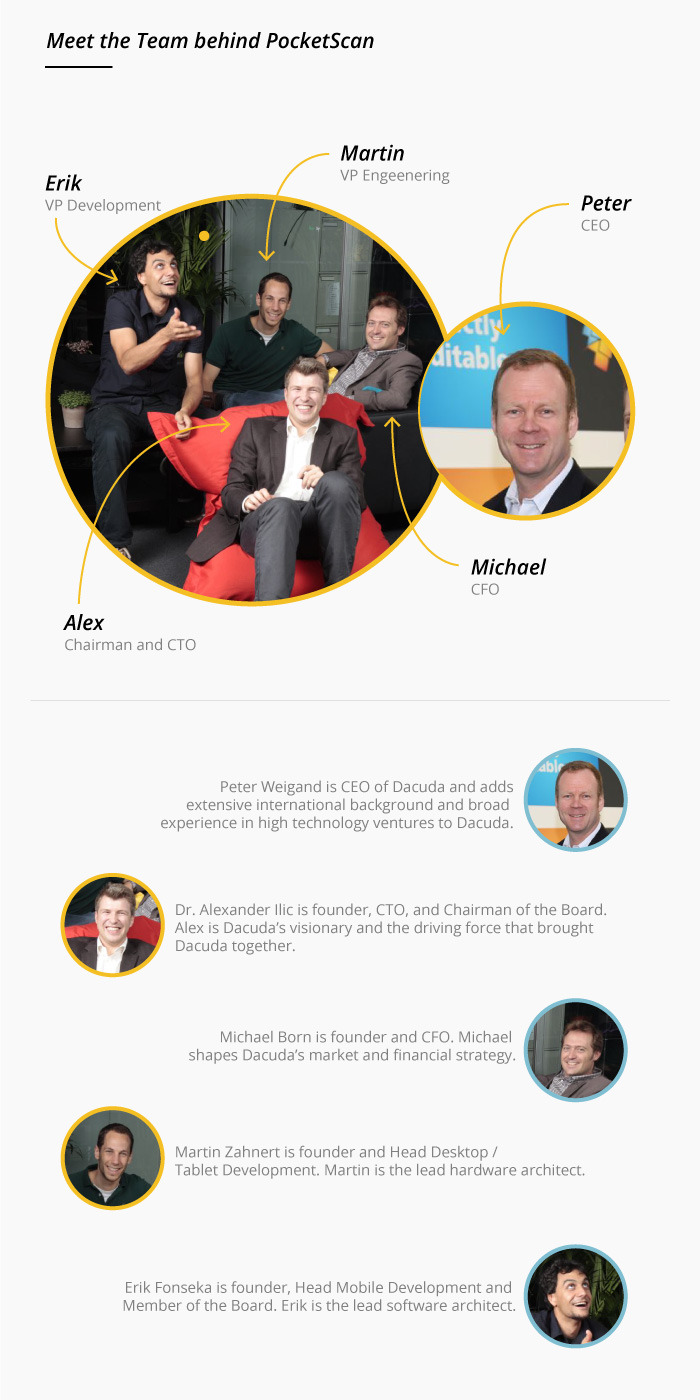 Meet the Team behind PocketScan
Martin
VP Engeenering
Erik
VP Development
Peter
CEO
Michael
CFO
Alex
Chairman and CTO
Peter Weigand is CEO of Dacuda and adds
extensive international background and broad
experience in high technology ventures to Dacuda.
Dr. Alexander Ilic is founder, CTO, and Chairman of the Board.
Alex is Dacuda’s visionary and the driving force that brought
Dacuda together.
Michael Born is founder and CFO. Michael
shapes Dacuda’s market and financial strategy.
Martin Zahnert is founder and Head Desktop /
Tablet Development. Martin is the lead hardware architect.
Erik Fonseka is founder, Head Mobile Development and
Member of the Board. Erik is the lead software architect.